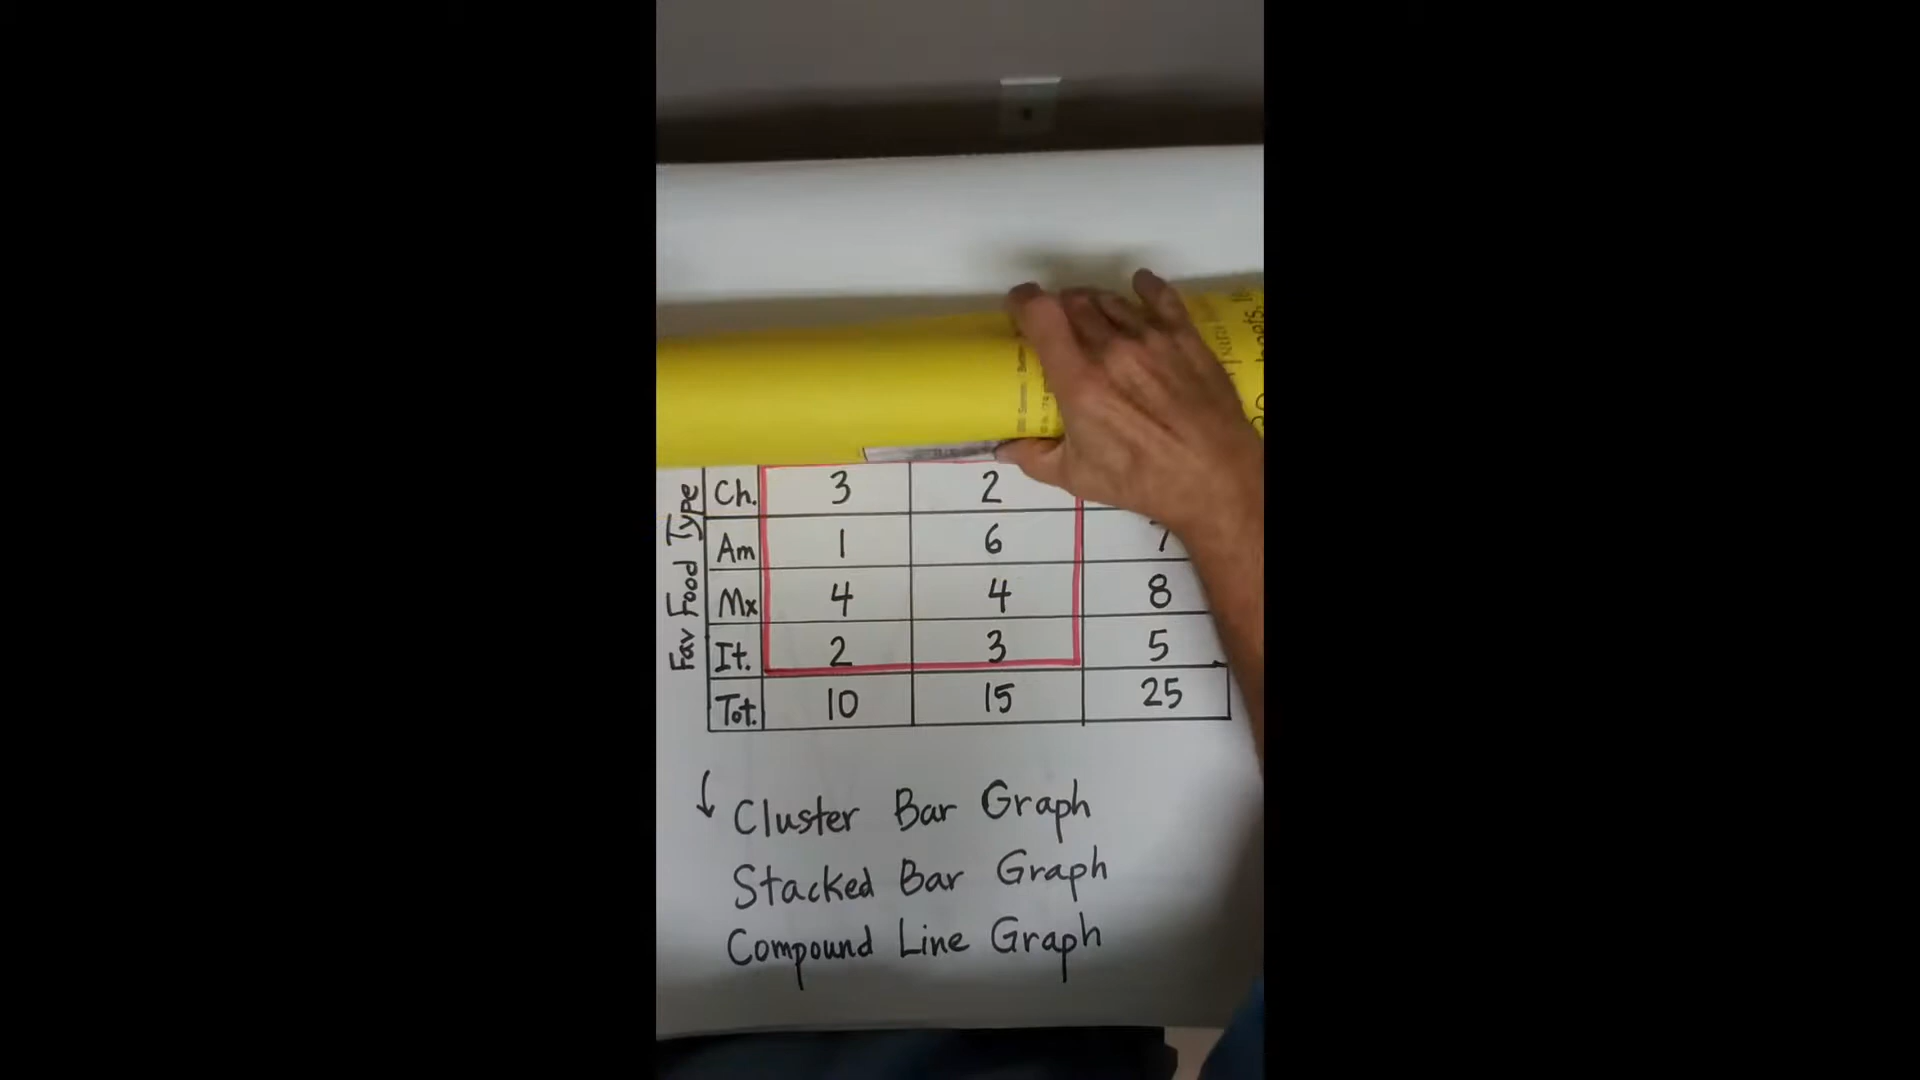 Fav Food Type
Ch. 3 2
Am 1 6 7
Mx 4 4 8
It. 2 3 5
Tot. 10 15 25
↓ Cluster Bar Graph
Stacked Bar Graph
Compound Line Graph